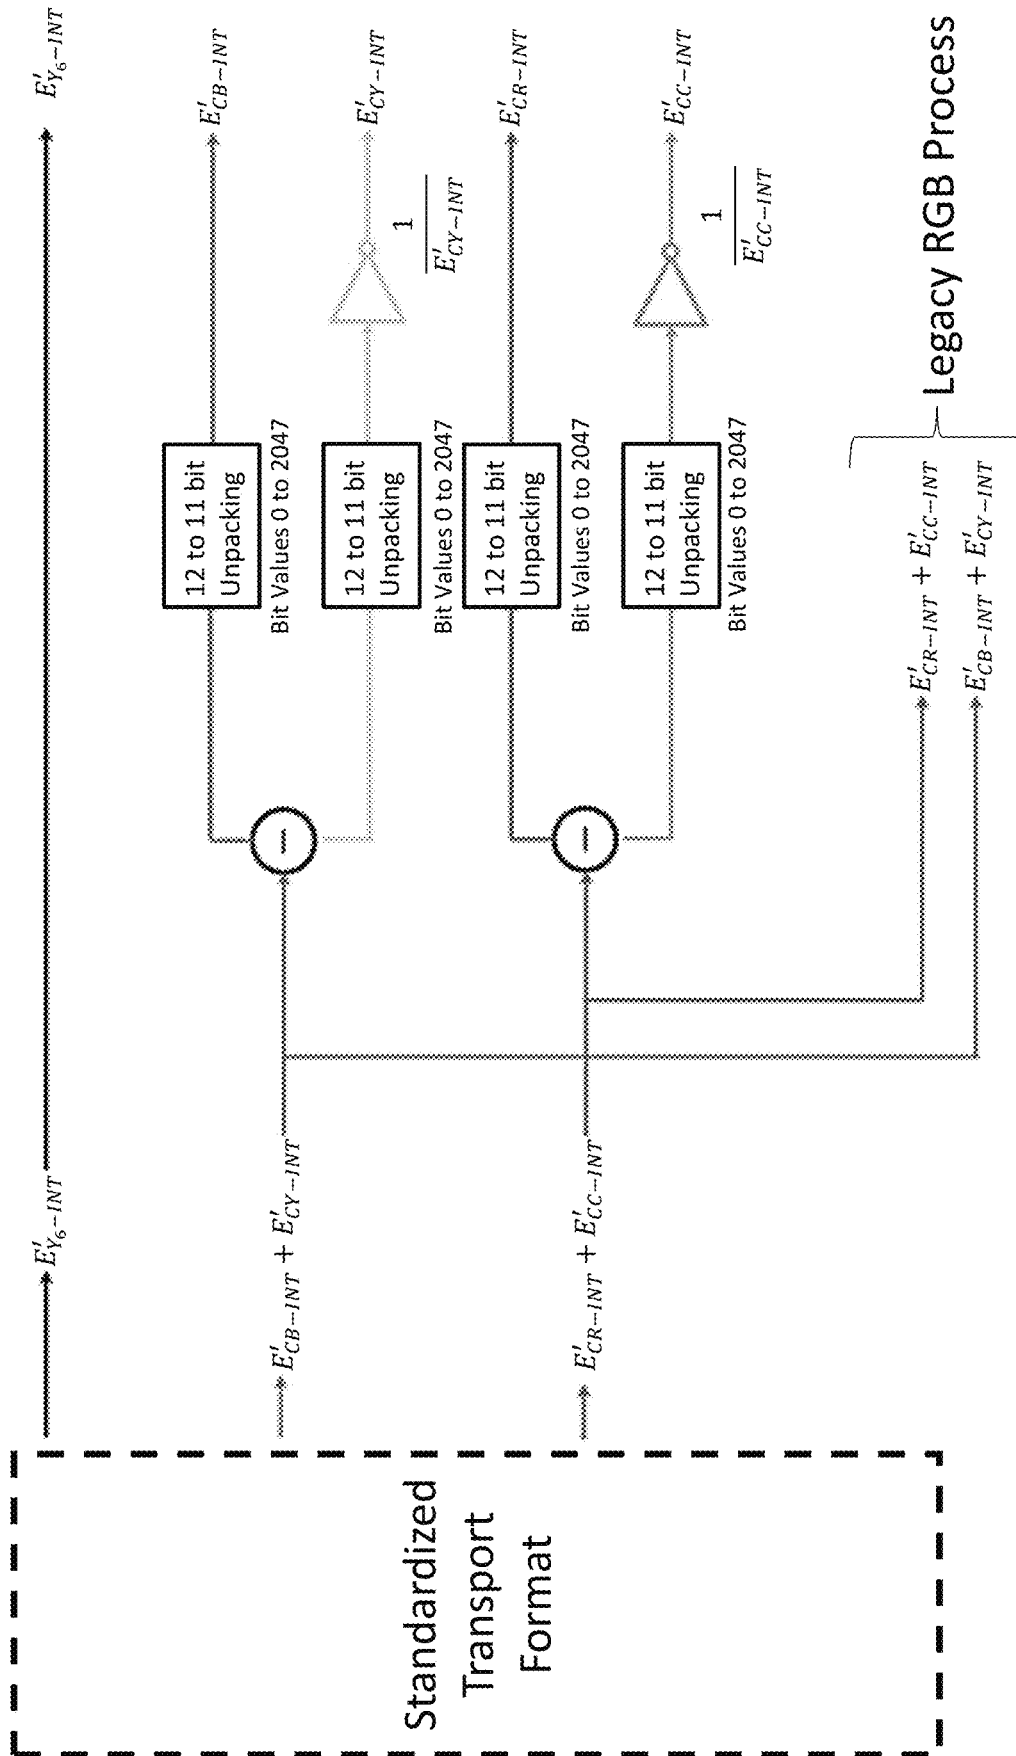 Standardized
Transport
Format
E'_{Y_6-INT}
E'_{Y_6-INT}
E'_{CB-INT} + E'_{CY-INT}
12 to 11 bit
Unpacking
Bit Values 0 to 2047
E'_{CB-INT}
12 to 11 bit
Unpacking
Bit Values 0 to 2047
1
E'_{CY-INT}
E'_{CY-INT}
E'_{CR-INT} + E'_{CC-INT}
12 to 11 bit
Unpacking
Bit Values 0 to 2047
E'_{CR-INT}
12 to 11 bit
Unpacking
Bit Values 0 to 2047
1
E'_{CC-INT}
E'_{CC-INT}
−
−
E'_{CR-INT} + E'_{CC-INT}
E'_{CB-INT} + E'_{CY-INT}
Legacy RGB Process